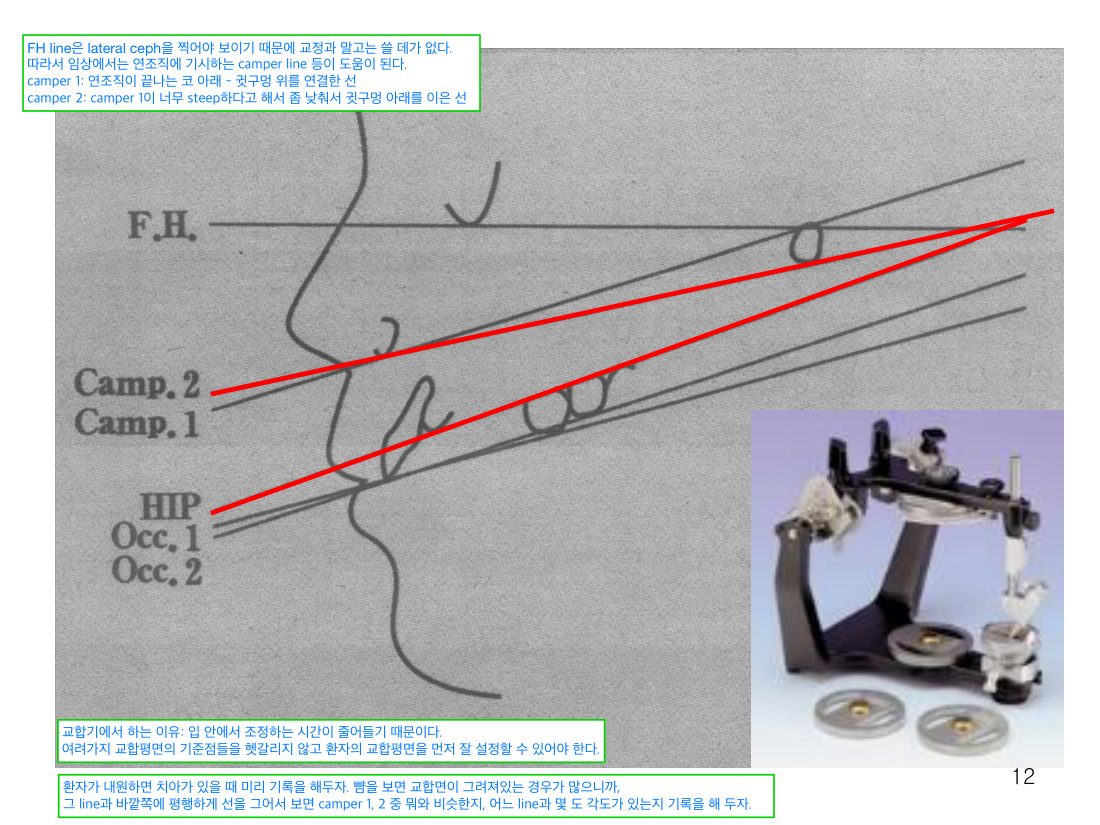 FH line은 lateral ceph을 찍어야 보이기 때문에 교정과 말고는 쓸 데가 없다.
따라서 임상에서는 연조직에 기시하는 camper line 등이 도움이 된다.
camper 1: 연조직이 끝나는 코 아래 - 귓구멍 위를 연결한 선
camper 2: camper 1이 너무 steep하다고 해서 좀 낮춰서 귓구멍 아래를 이은 선
F.H.
Camp. 2
Camp. 1
HIP
Occ. 1
Occ. 2
교합기에서 하는 이유: 입 안에서 조정하는 시간이 줄어들기 때문이다.
여려가지 교합평면의 기준점들을 헷갈리지 않고 환자의 교합평면을 먼저 잘 설정할 수 있어야 한다.
12
환자가 내원하면 치아가 있을 때 미리 기록을 해두자. 뺨을 보면 교합면이 그려져있는 경우가 많으니까,
그 line과 바깥쪽에 평행하게 선을 그어서 보면 camper 1, 2 중 뭐와 비슷한지, 어느 line과 몇 도 각도가 있는지 기록을 해 두자.